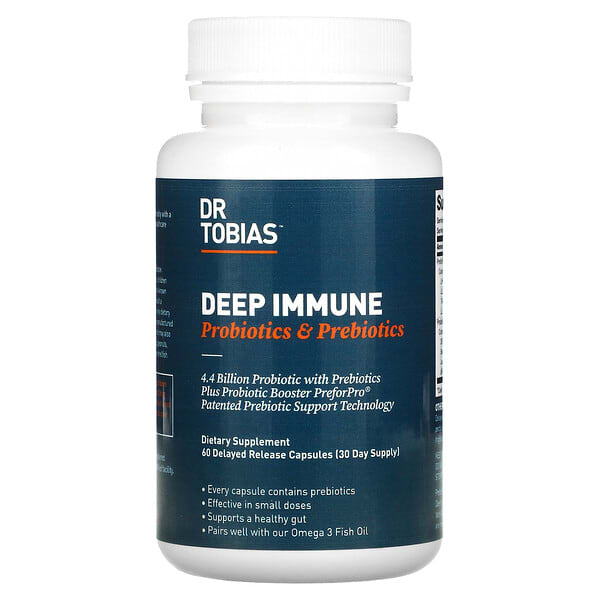 DR
TOBIAS™
DEEP IMMUNE
Probiotics & Prebiotics
4.4 Billion Probiotic with Prebiotics
Plus Probiotic Booster PreforPro®
Patented Prebiotic Support Technology
Dietary Supplement
60 Delayed Release Capsules (30 Day Supply)
• Every capsule contains prebiotics
• Effective in small doses
• Supports a healthy gut
• Pairs well with our Omega 3 Fish Oil